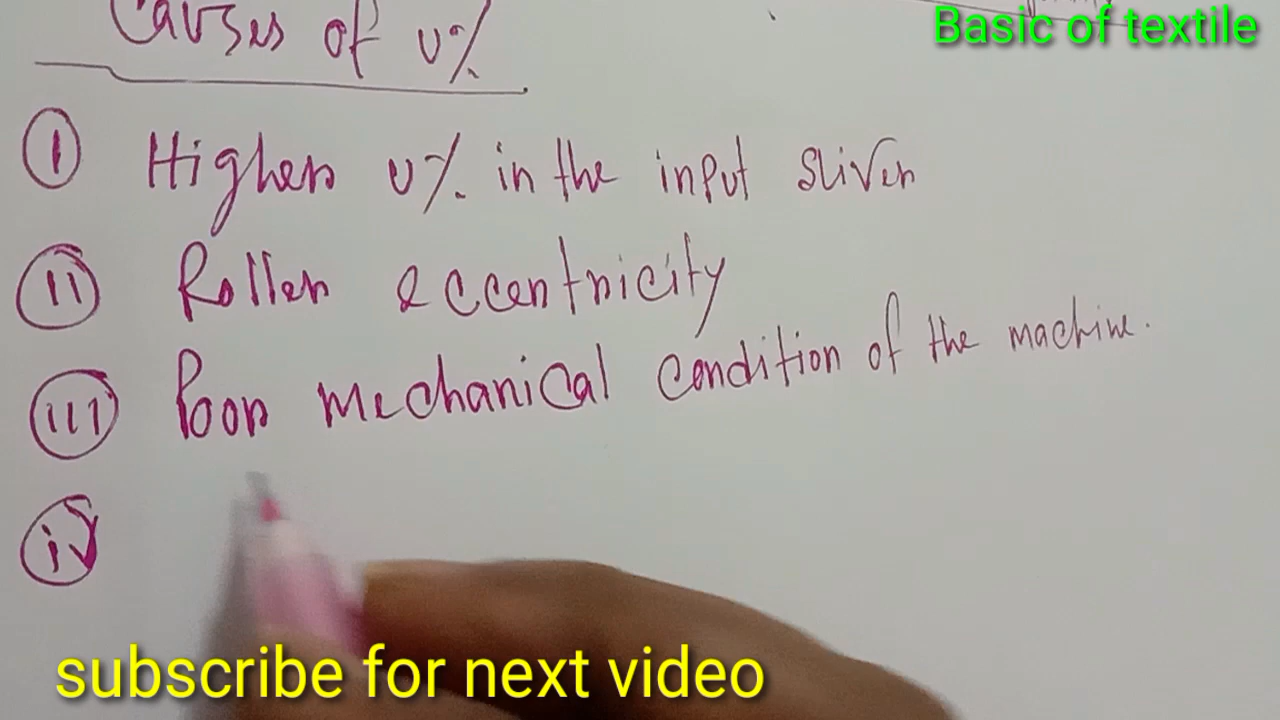 Basic of textile
Causes of U%
I Higher U% in the input sliver
II Roller eccentricity
III Poor mechanical condition of the machine.
iv
subscribe for next video